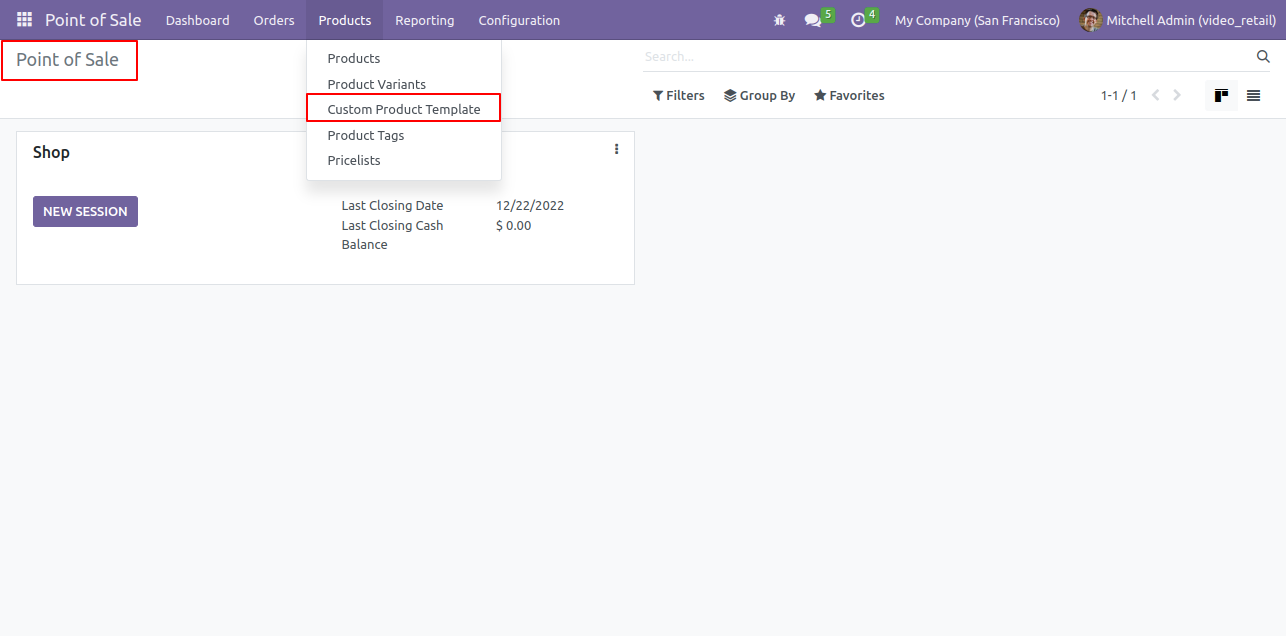 Point of Sale Dashboard Orders Products Reporting Configuration 5 4 My Company (San Francisco) Mitchell Admin (video_retail)
Point of Sale
Search...
Products
Product Variants
Custom Product Template
Product Tags
Pricelists
Filters Group By Favorites 1-1 / 1
Shop
NEW SESSION
Last Closing Date 12/22/2022
Last Closing Cash Balance $ 0.00